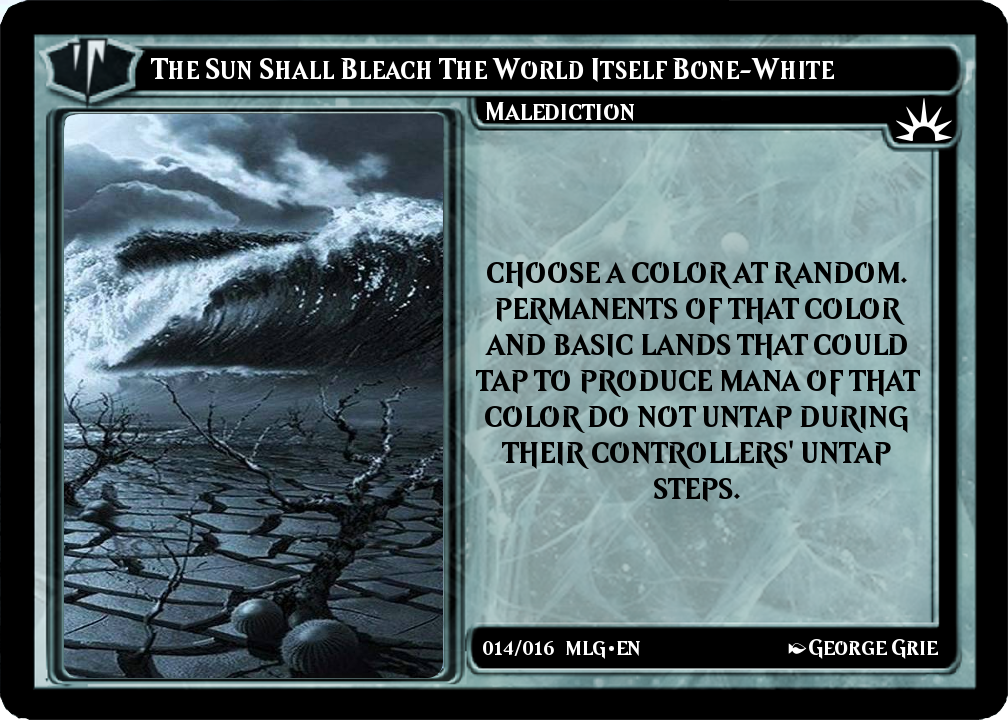 The Sun Shall Bleach The World Itself Bone-White
Malediction
CHOOSE A COLOR AT RANDOM.
PERMANENTS OF THAT COLOR
AND BASIC LANDS THAT COULD
TAP TO PRODUCE MANA OF THAT
COLOR DO NOT UNTAP DURING
THEIR CONTROLLERS' UNTAP
STEPS.
014/016 MLG•EN
George Grie